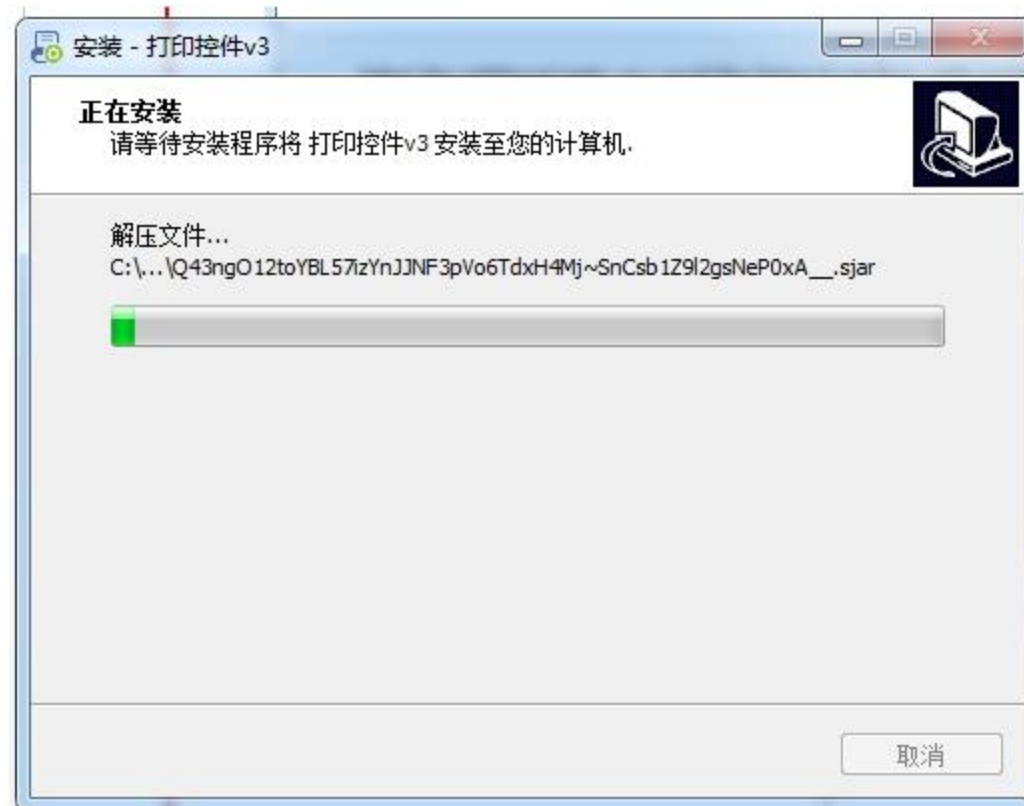 安装 - 打印控件v3
正在安装
请等待安装程序将 打印控件v3 安装至您的计算机.
解压文件...
C:\...\Q43ngO12toYBL57izYnJJNF3pVo6TdxH4Mj~SnCsb1Z9l2gsNeP0xA__.sjar
取消